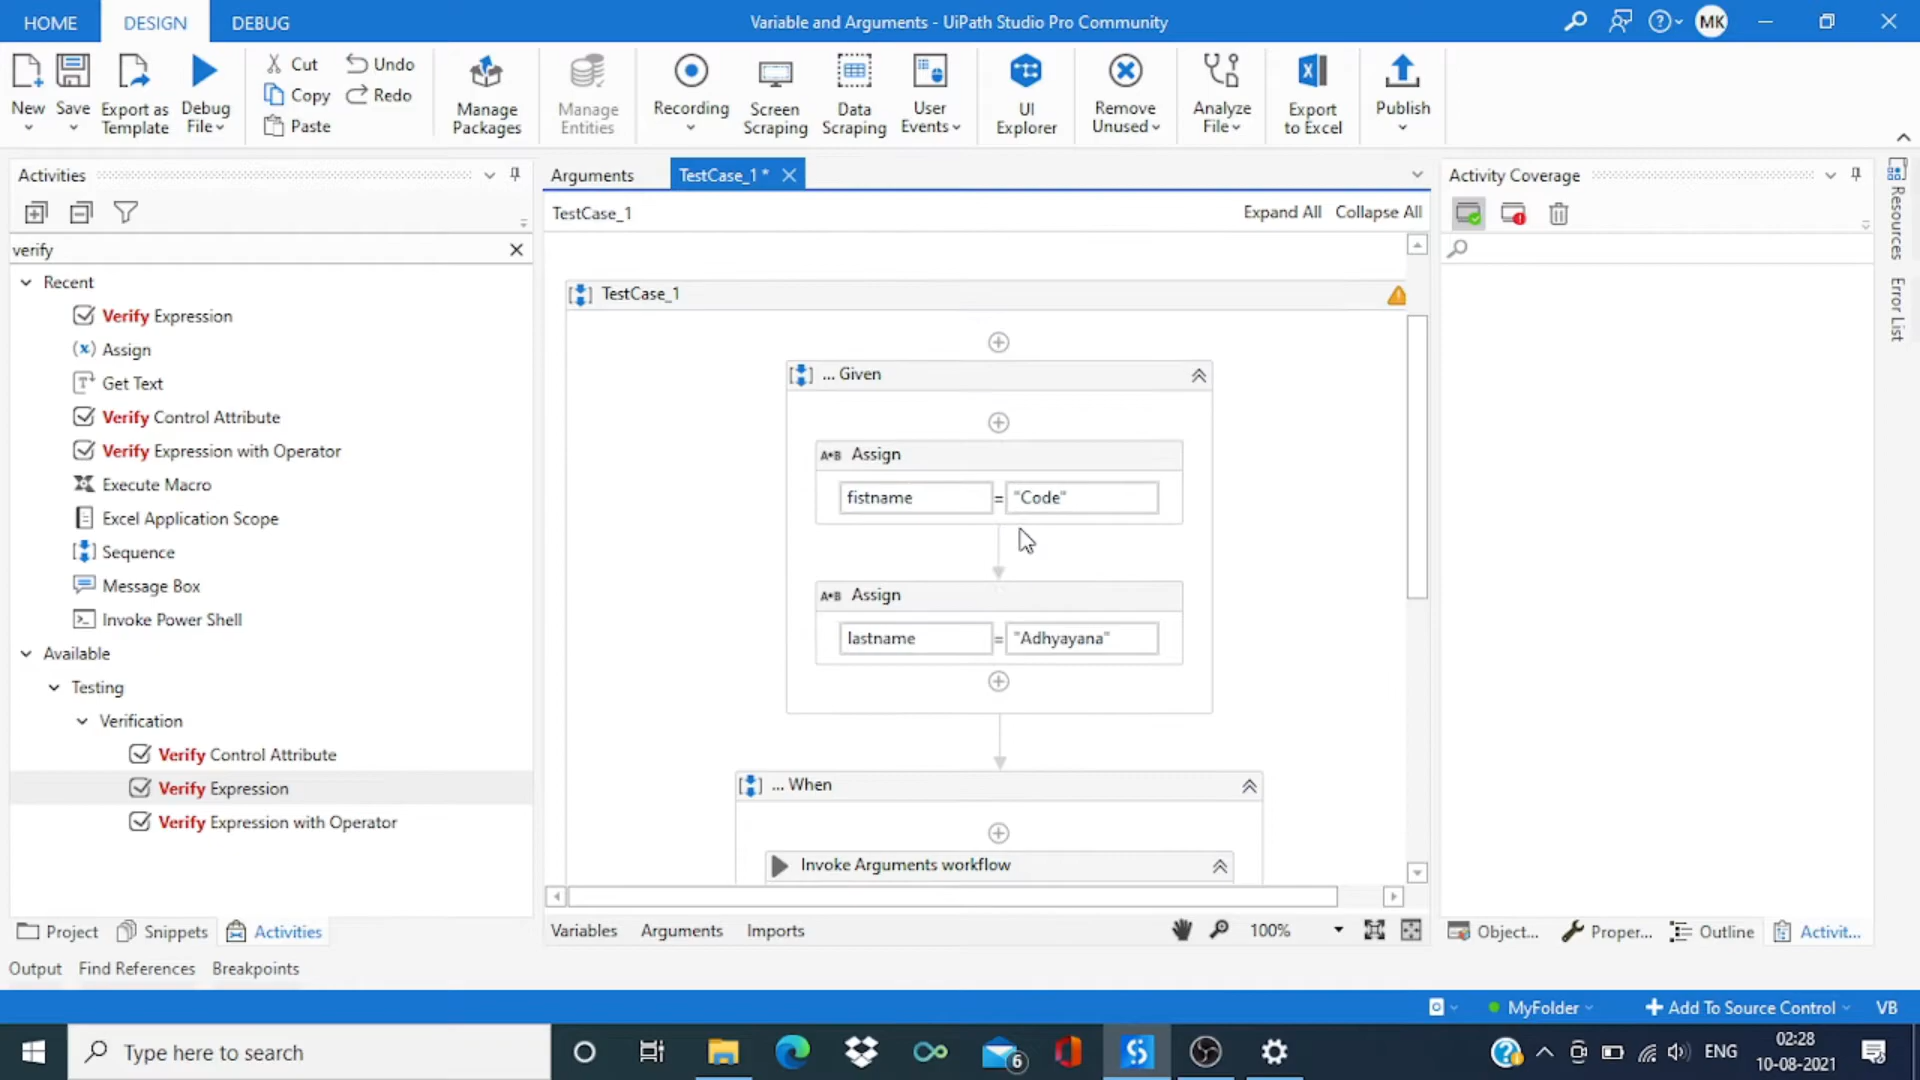 HOME DESIGN DEBUG
Variable and Arguments - UiPath Studio Pro Community
MK
New
Save
Export as
Template
Debug
File
Cut
Copy
Paste
Undo
Redo
Manage
Packages
Manage
Entities
Recording
Screen
Scraping
Data
Scraping
User
Events
UI
Explorer
Remove
Unused
Analyze
File
Export
to Excel
Publish
Activities
verify
Recent
Verify Expression
Assign
Get Text
Verify Control Attribute
Verify Expression with Operator
Execute Macro
Excel Application Scope
Sequence
Message Box
Invoke Power Shell
Available
Testing
Verification
Verify Control Attribute
Verify Expression
Verify Expression with Operator
Project Snippets Activities
Arguments TestCase_1 *
TestCase_1 Expand All Collapse All
TestCase_1
... Given
A*B Assign
fistname = "Code"
A*B Assign
lastname = "Adhyayana"
... When
Invoke Arguments workflow
Variables Arguments Imports 100%
Activity Coverage
Resources
Error List
Object... Proper... Outline Activit...
Output Find References Breakpoints
MyFolder Add To Source Control VB
Type here to search
6
ENG
02:28
10-08-2021